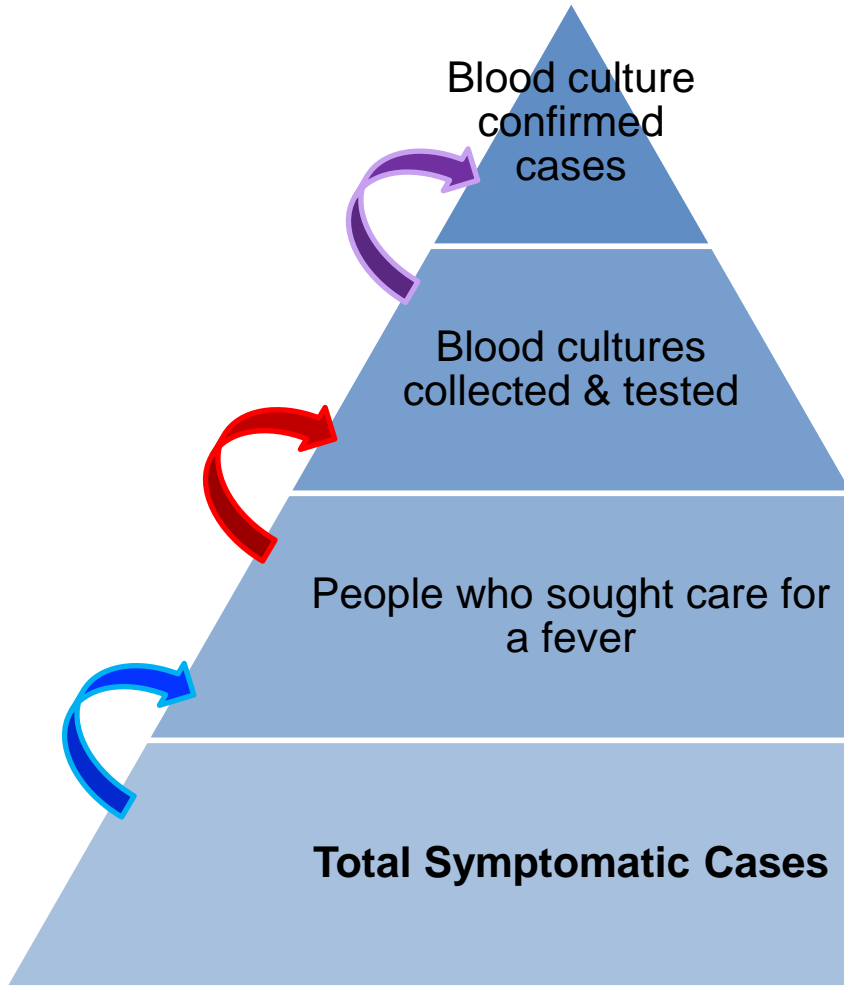 Blood culture
confirmed
cases
Blood cultures
collected & tested
People who sought care for
a fever
Total Symptomatic Cases